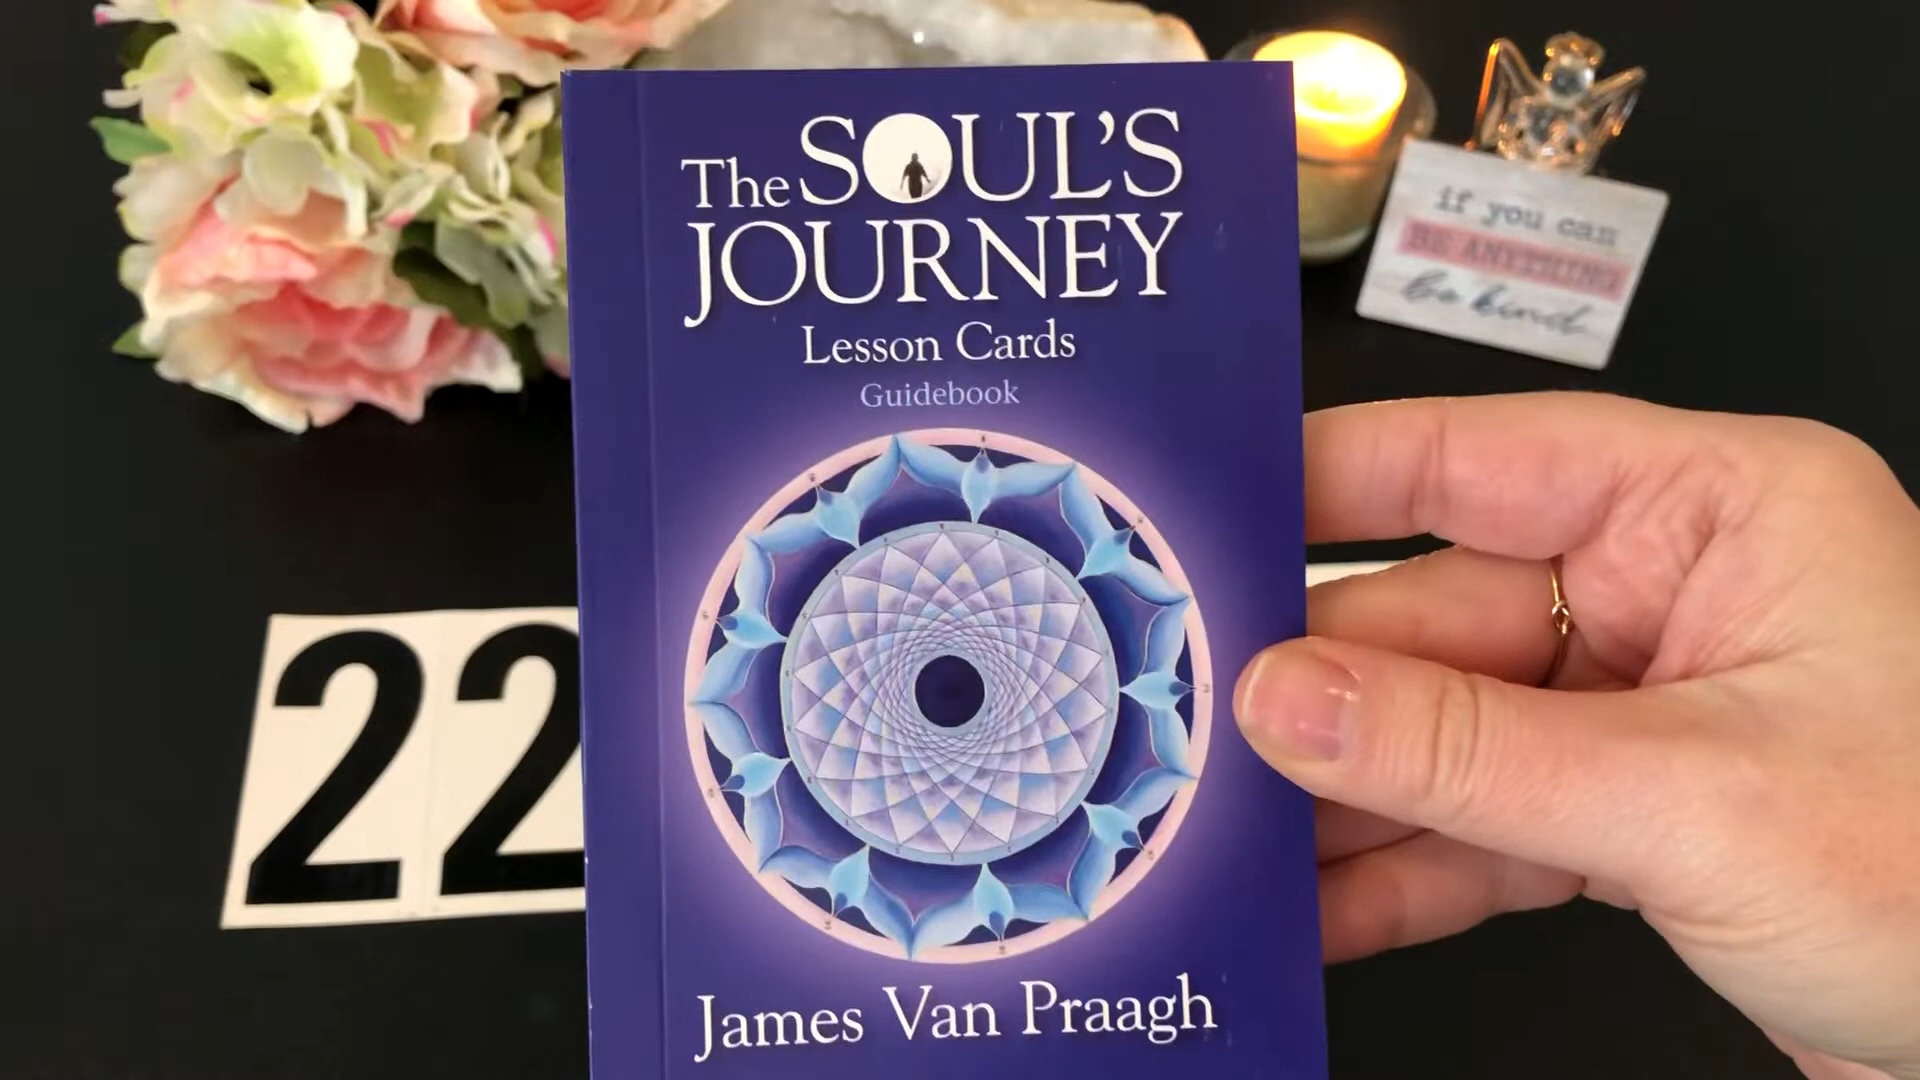 The SOUL'S
JOURNEY
Lesson Cards
Guidebook
James Van Praagh
if you can
BE ANYTHING
be kind
22